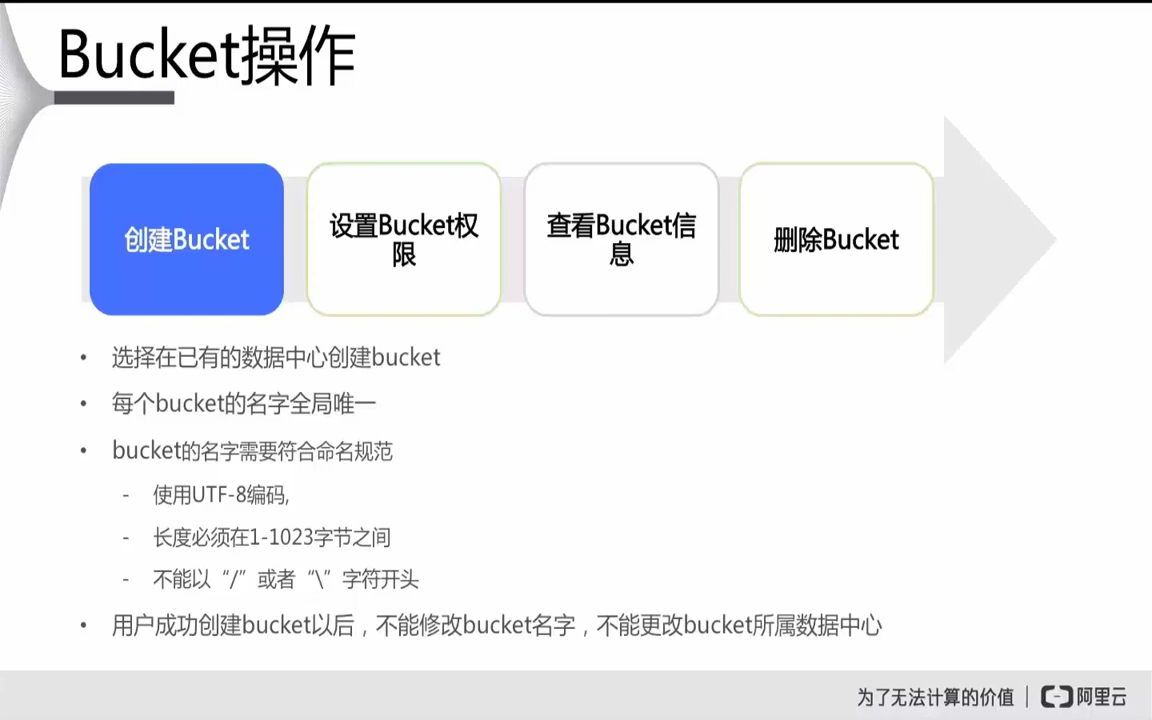 Bucket操作
创建Bucket
设置Bucket权
限
查看Bucket信
息
删除Bucket
• 选择在已有的数据中心创建bucket
• 每个bucket的名字全局唯一
• bucket的名字需要符合命名规范
- 使用UTF-8编码,
- 长度必须在1-1023字节之间
- 不能以“/”或者“\”字符开头
• 用户成功创建bucket以后，不能修改bucket名字，不能更改bucket所属数据中心
为了无法计算的价值 | 阿里云